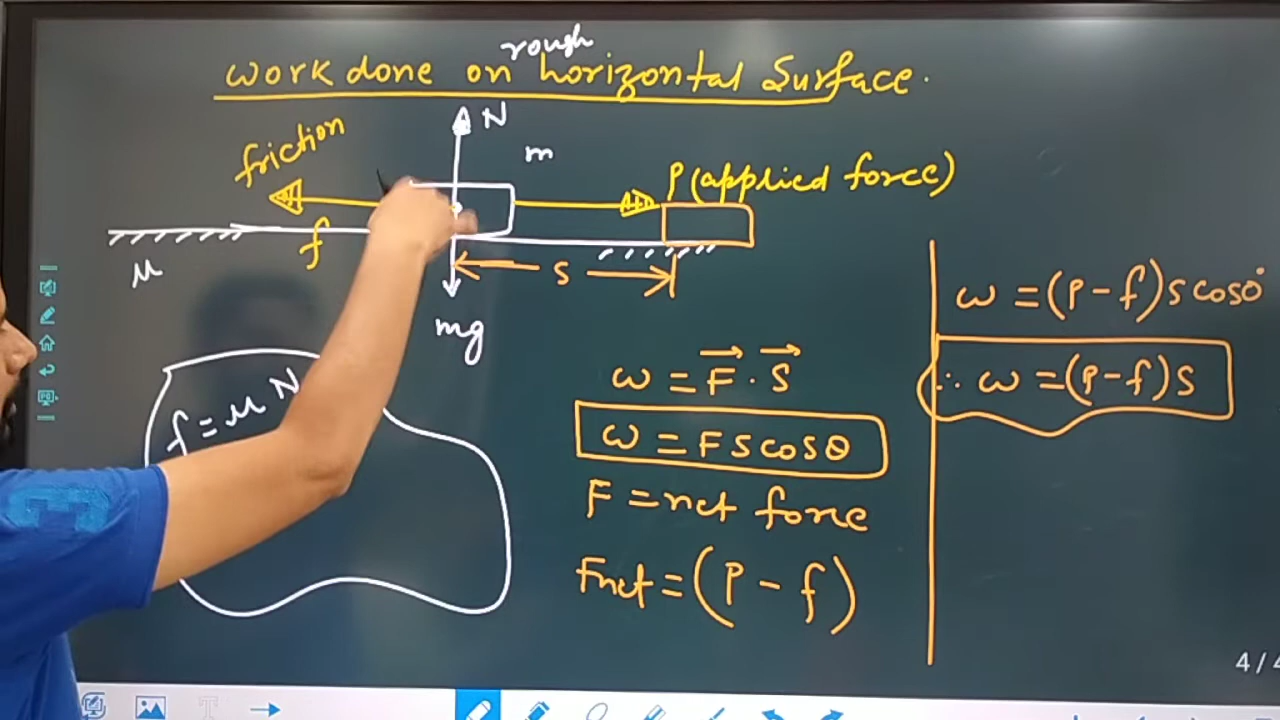 rough
work done on horizontal Surface.
N
friction
m
P(applied force)
f
μ
S
mg
f = μ N
ω = F . S
ω = F S cos θ
F = net force
Fnet = (P - f)
ω = (P - f) S cos 0°
∴ ω = (P - f) S
4 / 4